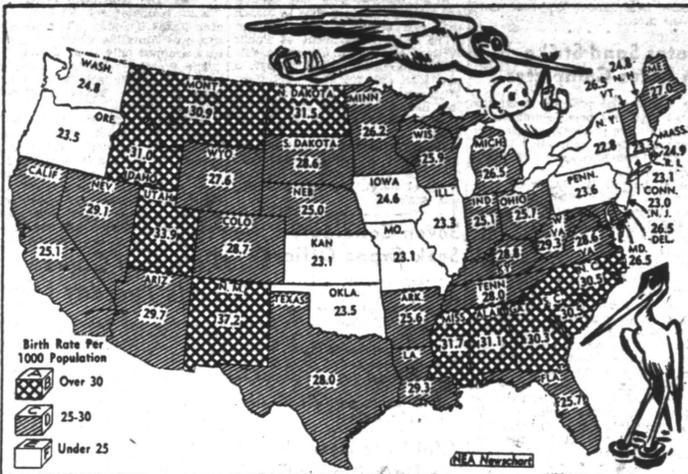 WASH.
24.8
ORE.
23.5
CALIF.
25.1
NEV.
29.1
MONT.
30.9
31.0
IDAHO
UTAH
33.9
ARIZ.
29.7
WYO.
27.6
COLO.
28.7
N. M.
37.2
N. DAKOTA
31.5
S. DAKOTA
28.6
NEB.
25.0
KAN
23.1
OKLA.
23.5
TEXAS
28.0
MINN
26.2
IOWA
24.6
MO.
23.1
ARK.
25.6
LA.
29.3
WIS.
25.9
ILL.
23.3
MICH.
26.5
IND.
25.1
OHIO
25.7
28.8
KY
TENN.
28.0
MISS.
31.7
ALA.
31.1
GA.
30.3
FLA.
25.7
S. C.
30.5
N. C.
30.5
28.6
VA
W.
VA
29.3
PENN.
23.6
N. Y.
22.8
24.8
N. H.
26.5
VT.
ME.
27.0
MASS.
23.
24.9
R. I.
23.1
CONN.
23.0
N. J.
26.5
DEL.
MD.
26.5
Birth Rate Per
1000 Population
A
B
Over 30
C
D
25-30
E
F
Under 25
NEA Newschart